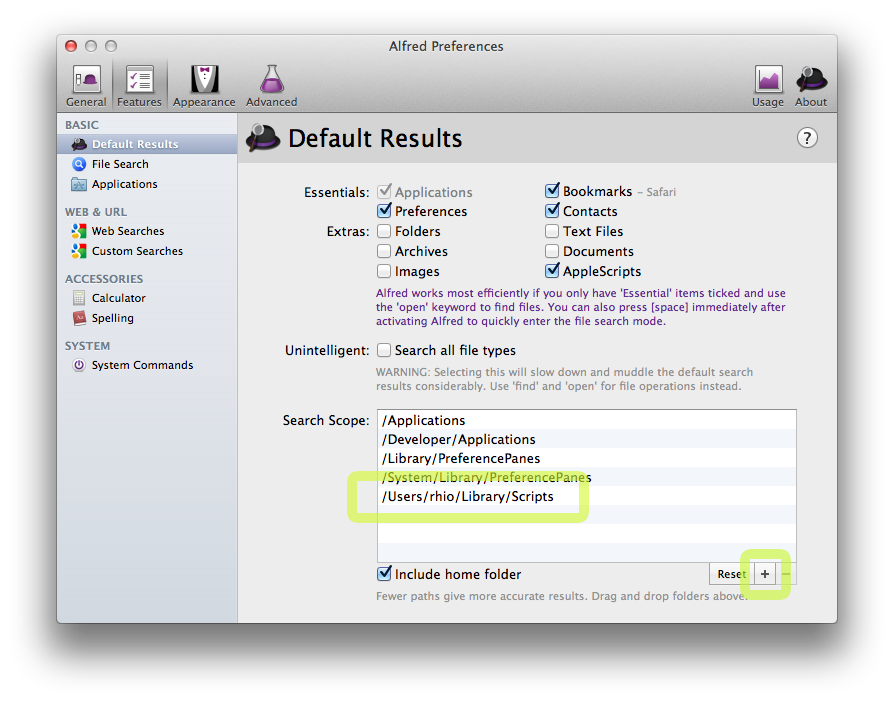 Alfred Preferences
General Features Appearance Advanced Usage About
BASIC
Default Results
File Search
Applications
WEB & URL
Web Searches
Custom Searches
ACCESSORIES
Calculator
Spelling
SYSTEM
System Commands
Default Results ?
Essentials: Applications Bookmarks – Safari
Preferences Contacts
Extras: Folders Text Files
Archives Documents
Images AppleScripts
Alfred works most efficiently if you only have 'Essential' items ticked and use
the 'open' keyword to find files. You can also press [space] immediately after
activating Alfred to quickly enter the file search mode.
Unintelligent: Search all file types
WARNING: Selecting this will slow down and muddle the default search
results considerably. Use 'find' and 'open' for file operations instead.
Search Scope: /Applications
/Developer/Applications
/Library/PreferencePanes
/System/Library/PreferencePanes
/Users/rhio/Library/Scripts
Include home folder Reset + −
Fewer paths give more accurate results. Drag and drop folders above.